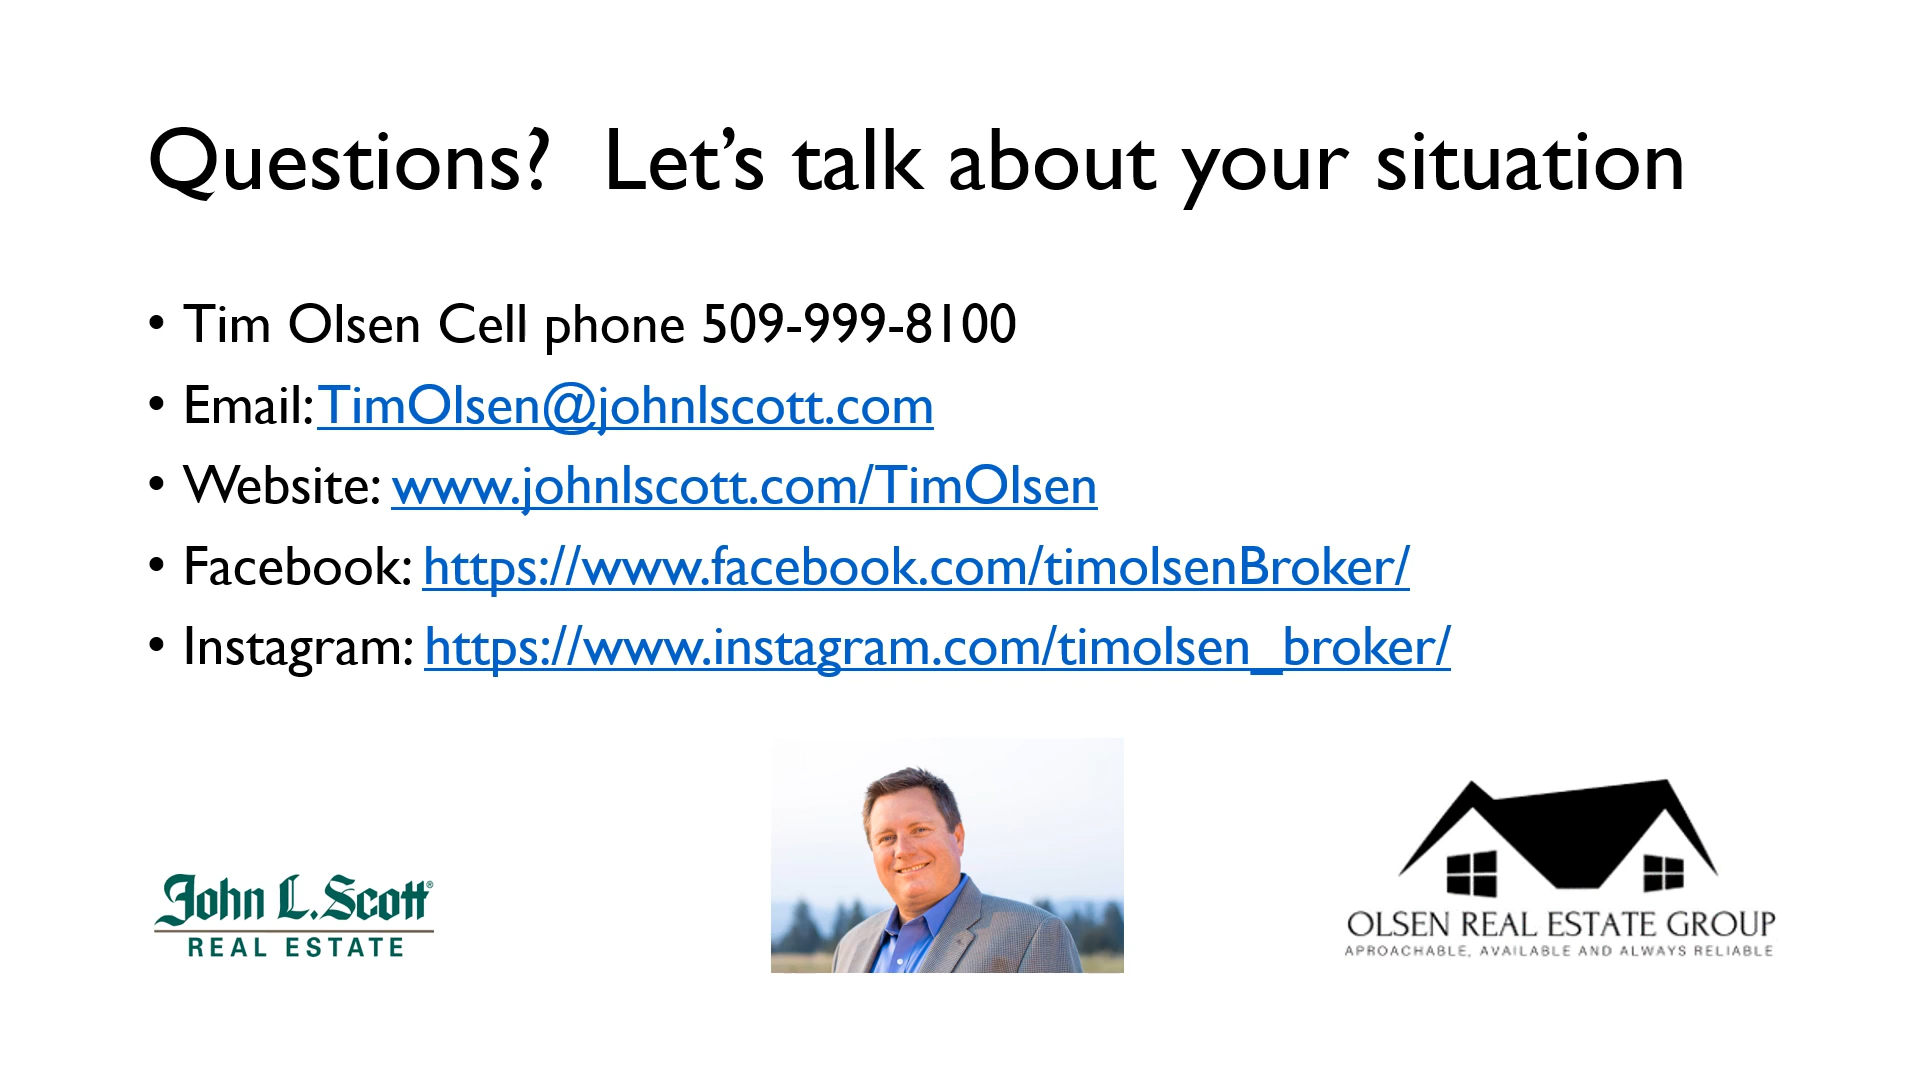 Questions?  Let’s talk about your situation
• Tim Olsen Cell phone 509-999-8100
• Email: TimOlsen@johnlscott.com
• Website: www.johnlscott.com/TimOlsen
• Facebook: https://www.facebook.com/timolsenBroker/
• Instagram: https://www.instagram.com/timolsen_broker/
John L. Scott®
REAL ESTATE
OLSEN REAL ESTATE GROUP
APROACHABLE, AVAILABLE AND ALWAYS RELIABLE